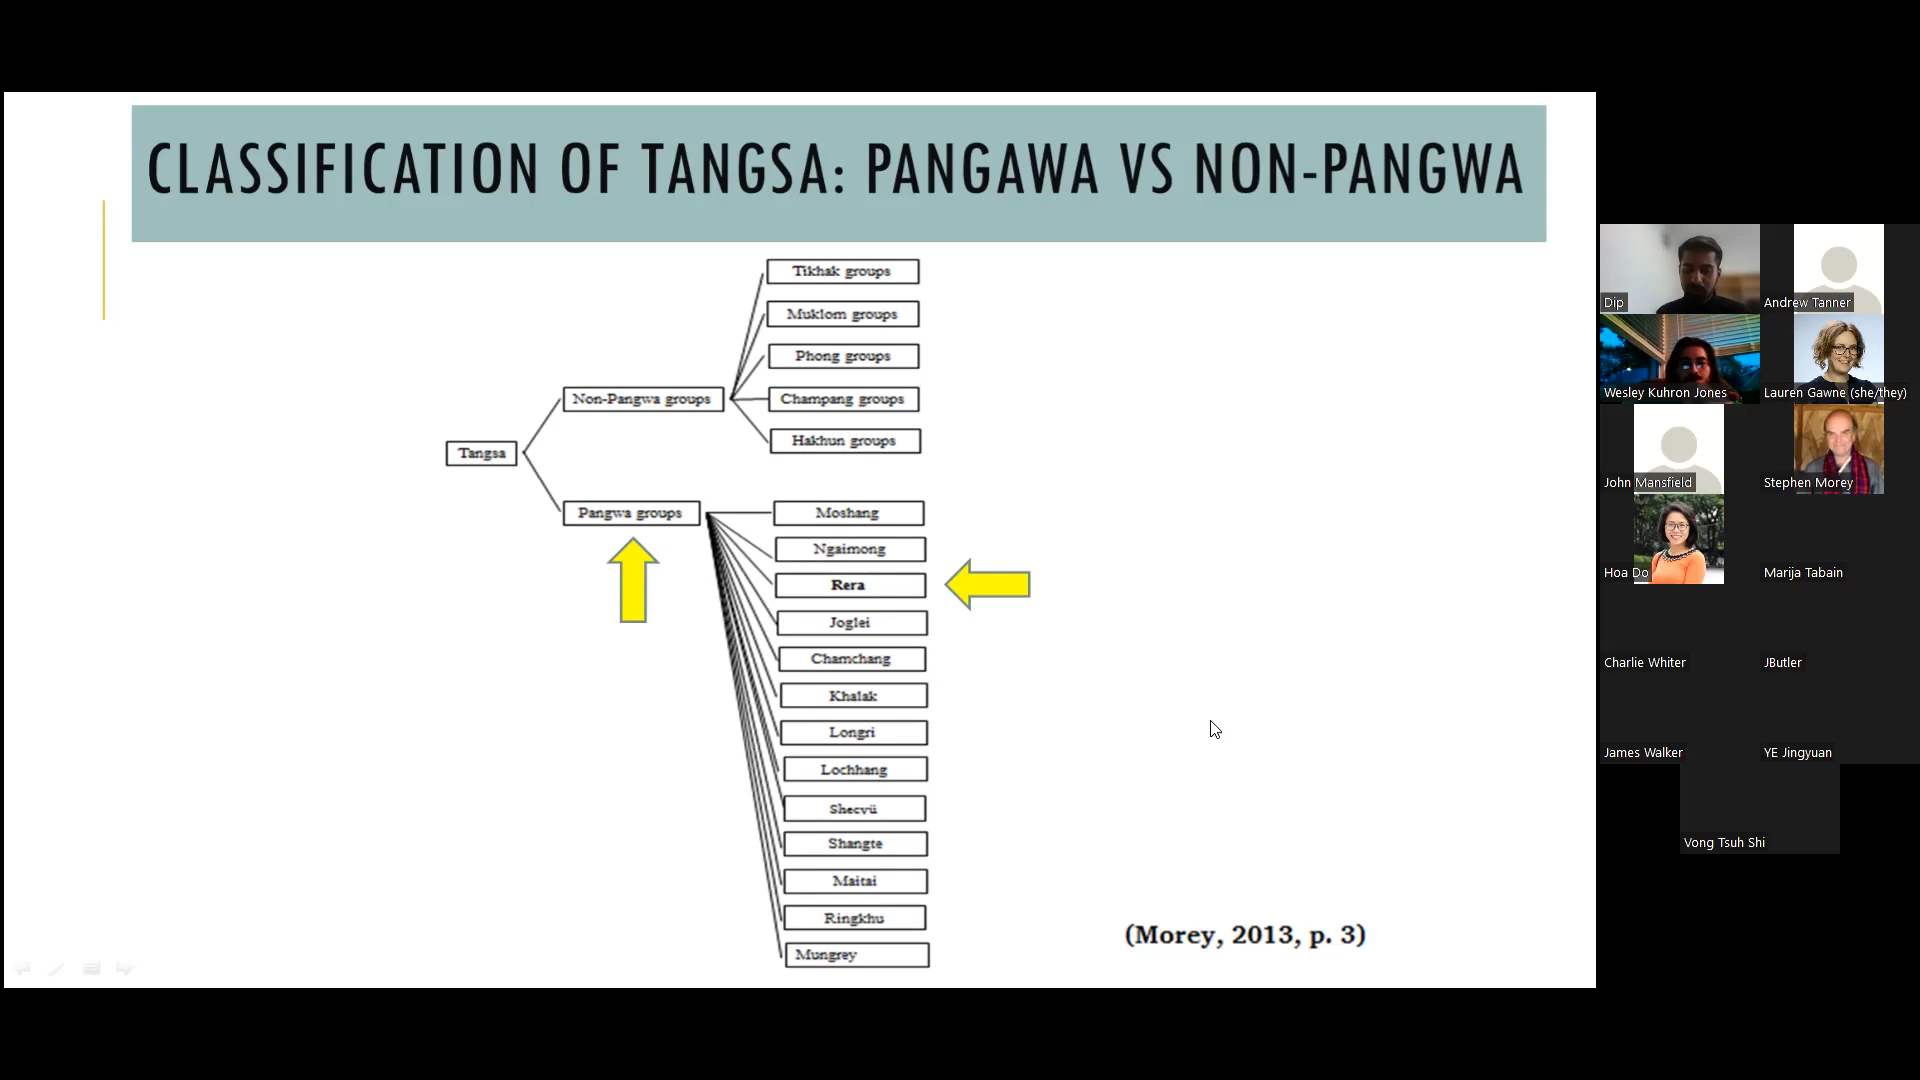 CLASSIFICATION OF TANGSA: PANGAWA VS NON-PANGWA
Tikhak groups
Muklom groups
Phong groups
Non-Pangwa groups
Champang groups
Hakhun groups
Tangsa
Pangwa groups
Moshang
Ngaimong
Rera
Joglei
Chamchang
Khalak
Longri
Lochhang
Shecyü
Shangte
Maitai
Ringkhu
Mungrey
(Morey, 2013, p. 3)
Dip
Andrew Tanner
Wesley Kuhron Jones
Lauren Gawne (she/they)
John Mansfield
Stephen Morey
Hoa Do
Marija Tabain
Charlie Whiter
JButler
James Walker
YE Jingyuan
Vong Tsuh Shi